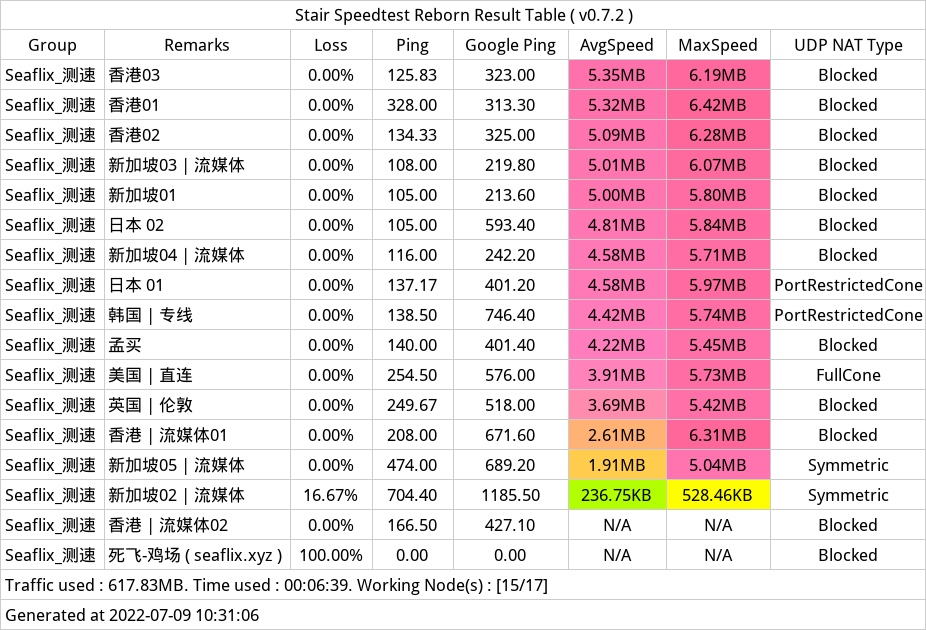 Stair Speedtest Reborn Result Table ( v0.7.2 )
Group Remarks Loss Ping Google Ping AvgSpeed MaxSpeed UDP NAT Type
Seaflix_测速 香港03 0.00% 125.83 323.00 5.35MB 6.19MB Blocked
Seaflix_测速 香港01 0.00% 328.00 313.30 5.32MB 6.42MB Blocked
Seaflix_测速 香港02 0.00% 134.33 325.00 5.09MB 6.28MB Blocked
Seaflix_测速 新加坡03 | 流媒体 0.00% 108.00 219.80 5.01MB 6.07MB Blocked
Seaflix_测速 新加坡01 0.00% 105.00 213.60 5.00MB 5.80MB Blocked
Seaflix_测速 日本 02 0.00% 105.00 593.40 4.81MB 5.84MB Blocked
Seaflix_测速 新加坡04 | 流媒体 0.00% 116.00 242.20 4.58MB 5.71MB Blocked
Seaflix_测速 日本 01 0.00% 137.17 401.20 4.58MB 5.97MB PortRestrictedCone
Seaflix_测速 韩国 | 专线 0.00% 138.50 746.40 4.42MB 5.74MB PortRestrictedCone
Seaflix_测速 孟买 0.00% 140.00 401.40 4.22MB 5.45MB Blocked
Seaflix_测速 美国 | 直连 0.00% 254.50 576.00 3.91MB 5.73MB FullCone
Seaflix_测速 英国 | 伦敦 0.00% 249.67 518.00 3.69MB 5.42MB Blocked
Seaflix_测速 香港 | 流媒体01 0.00% 208.00 671.60 2.61MB 6.31MB Blocked
Seaflix_测速 新加坡05 | 流媒体 0.00% 474.00 689.20 1.91MB 5.04MB Symmetric
Seaflix_测速 新加坡02 | 流媒体 16.67% 704.40 1185.50 236.75KB 528.46KB Symmetric
Seaflix_测速 香港 | 流媒体02 0.00% 166.50 427.10 N/A N/A Blocked
Seaflix_测速 死飞-鸡场 ( seaflix.xyz ) 100.00% 0.00 0.00 N/A N/A Blocked
Traffic used : 617.83MB. Time used : 00:06:39. Working Node(s) : [15/17]
Generated at 2022-07-09 10:31:06